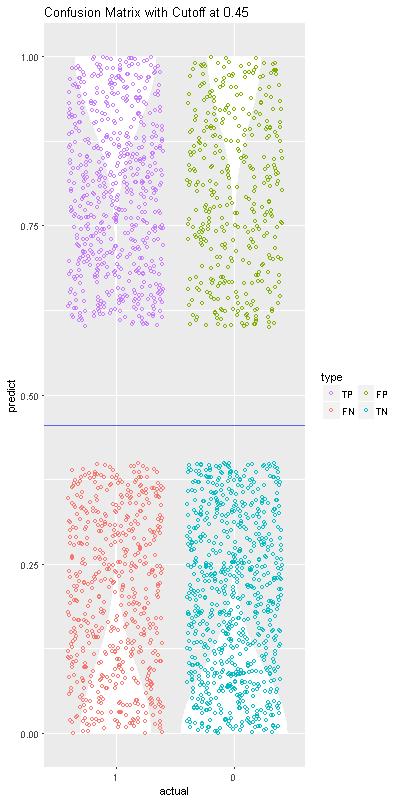 Confusion Matrix with Cutoff at 0.45
1.00
0.75
0.50
0.25
0.00
predict
1 0
actual
type
TP FP
FN TN